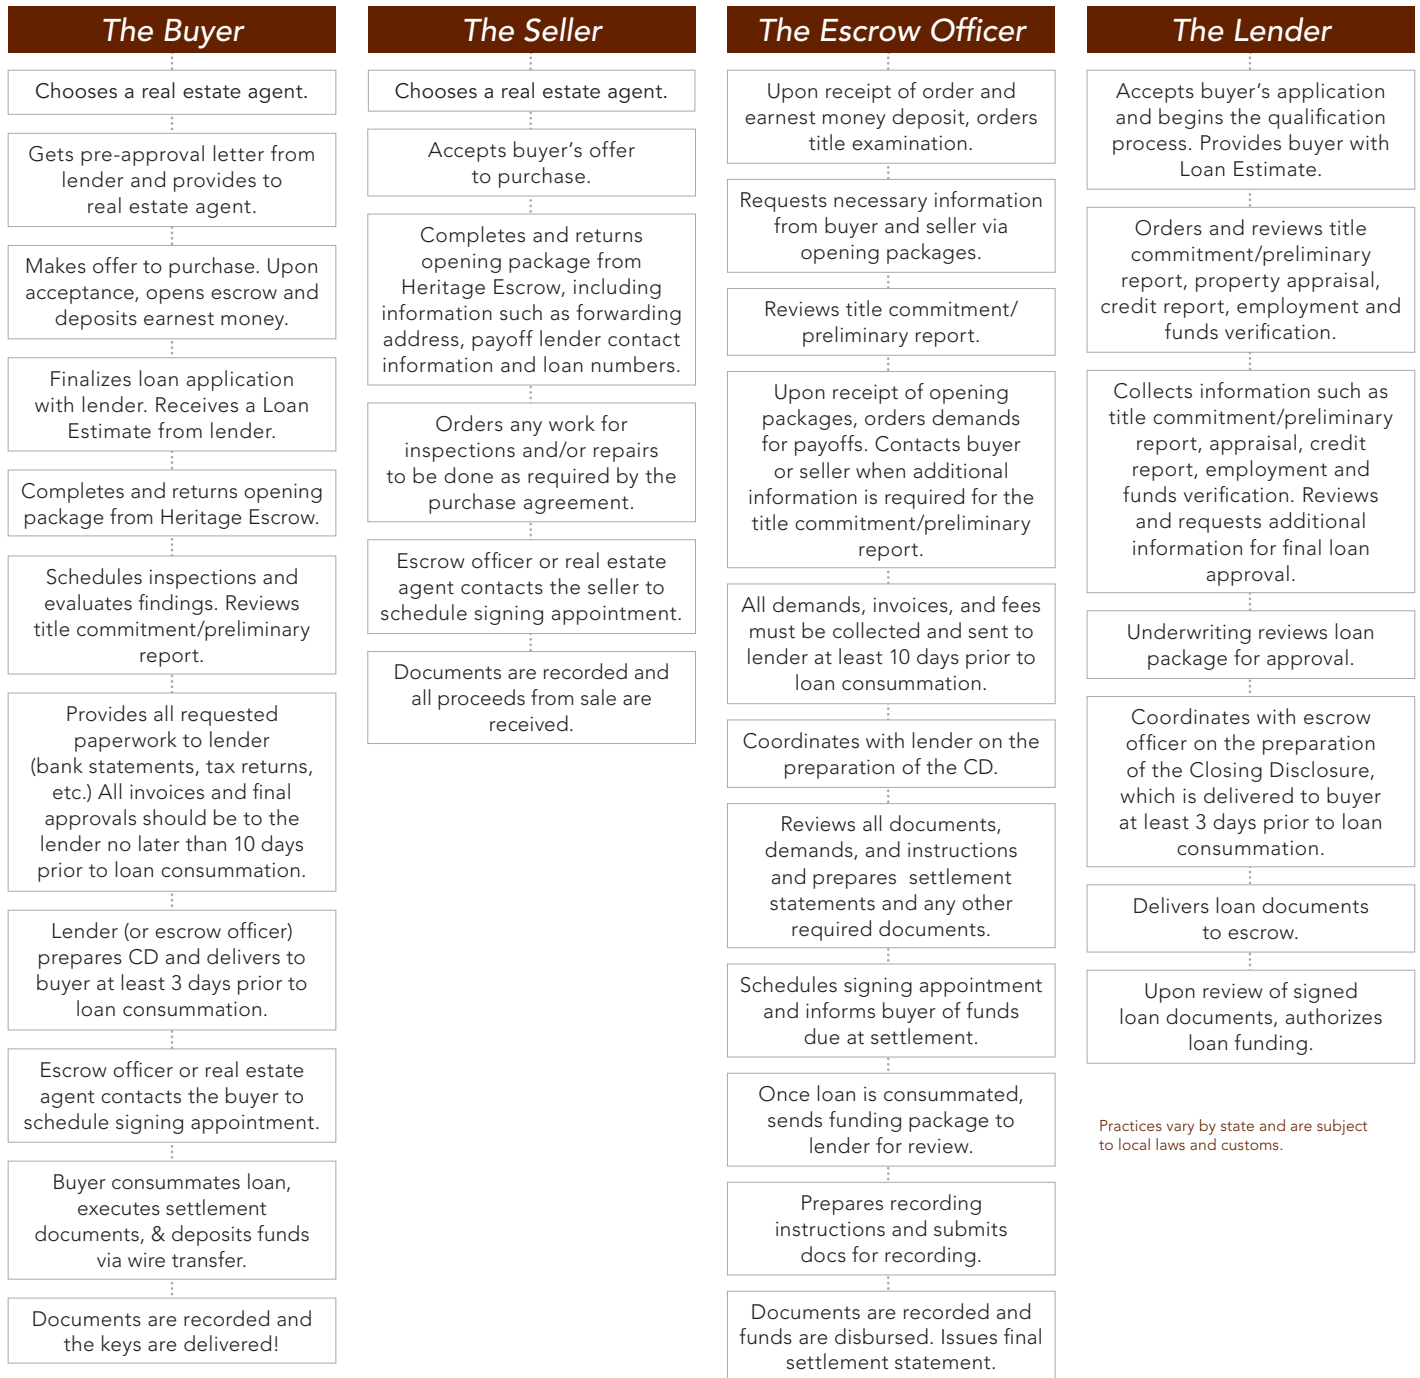 The Buyer
Chooses a real estate agent.
Gets pre-approval letter from
lender and provides to
real estate agent.
Makes offer to purchase. Upon
acceptance, opens escrow and
deposits earnest money.
Finalizes loan application
with lender. Receives a Loan
Estimate from lender.
Completes and returns opening
package from Heritage Escrow.
Schedules inspections and
evaluates findings. Reviews
title commitment/preliminary
report.
Provides all requested
paperwork to lender
(bank statements, tax returns,
etc.) All invoices and final
approvals should be to the
lender no later than 10 days
prior to loan consummation.
Lender (or escrow officer)
prepares CD and delivers to
buyer at least 3 days prior to
loan consummation.
Escrow officer or real estate
agent contacts the buyer to
schedule signing appointment.
Buyer consummates loan,
executes settlement
documents, & deposits funds
via wire transfer.
Documents are recorded and
the keys are delivered!
The Seller
Chooses a real estate agent.
Accepts buyer's offer
to purchase.
Completes and returns
opening package from
Heritage Escrow, including
information such as forwarding
address, payoff lender contact
information and loan numbers.
Orders any work for
inspections and/or repairs
to be done as required by the
purchase agreement.
Escrow officer or real estate
agent contacts the seller to
schedule signing appointment.
Documents are recorded and
all proceeds from sale are
received.
The Escrow Officer
Upon receipt of order and
earnest money deposit, orders
title examination.
Requests necessary information
from buyer and seller via
opening packages.
Reviews title commitment/
preliminary report.
Upon receipt of opening
packages, orders demands
for payoffs. Contacts buyer
or seller when additional
information is required for the
title commitment/preliminary
report.
All demands, invoices, and fees
must be collected and sent to
lender at least 10 days prior to
loan consummation.
Coordinates with lender on the
preparation of the CD.
Reviews all documents,
demands, and instructions
and prepares settlement
statements and any other
required documents.
Schedules signing appointment
and informs buyer of funds
due at settlement.
Once loan is consummated,
sends funding package to
lender for review.
Prepares recording
instructions and submits
docs for recording.
Documents are recorded and
funds are disbursed. Issues final
settlement statement.
The Lender
Accepts buyer's application
and begins the qualification
process. Provides buyer with
Loan Estimate.
Orders and reviews title
commitment/preliminary
report, property appraisal,
credit report, employment and
funds verification.
Collects information such as
title commitment/preliminary
report, appraisal, credit
report, employment and
funds verification. Reviews
and requests additional
information for final loan
approval.
Underwriting reviews loan
package for approval.
Coordinates with escrow
officer on the preparation
of the Closing Disclosure,
which is delivered to buyer
at least 3 days prior to loan
consummation.
Delivers loan documents
to escrow.
Upon review of signed
loan documents, authorizes
loan funding.
Practices vary by state and are subject
to local laws and customs.